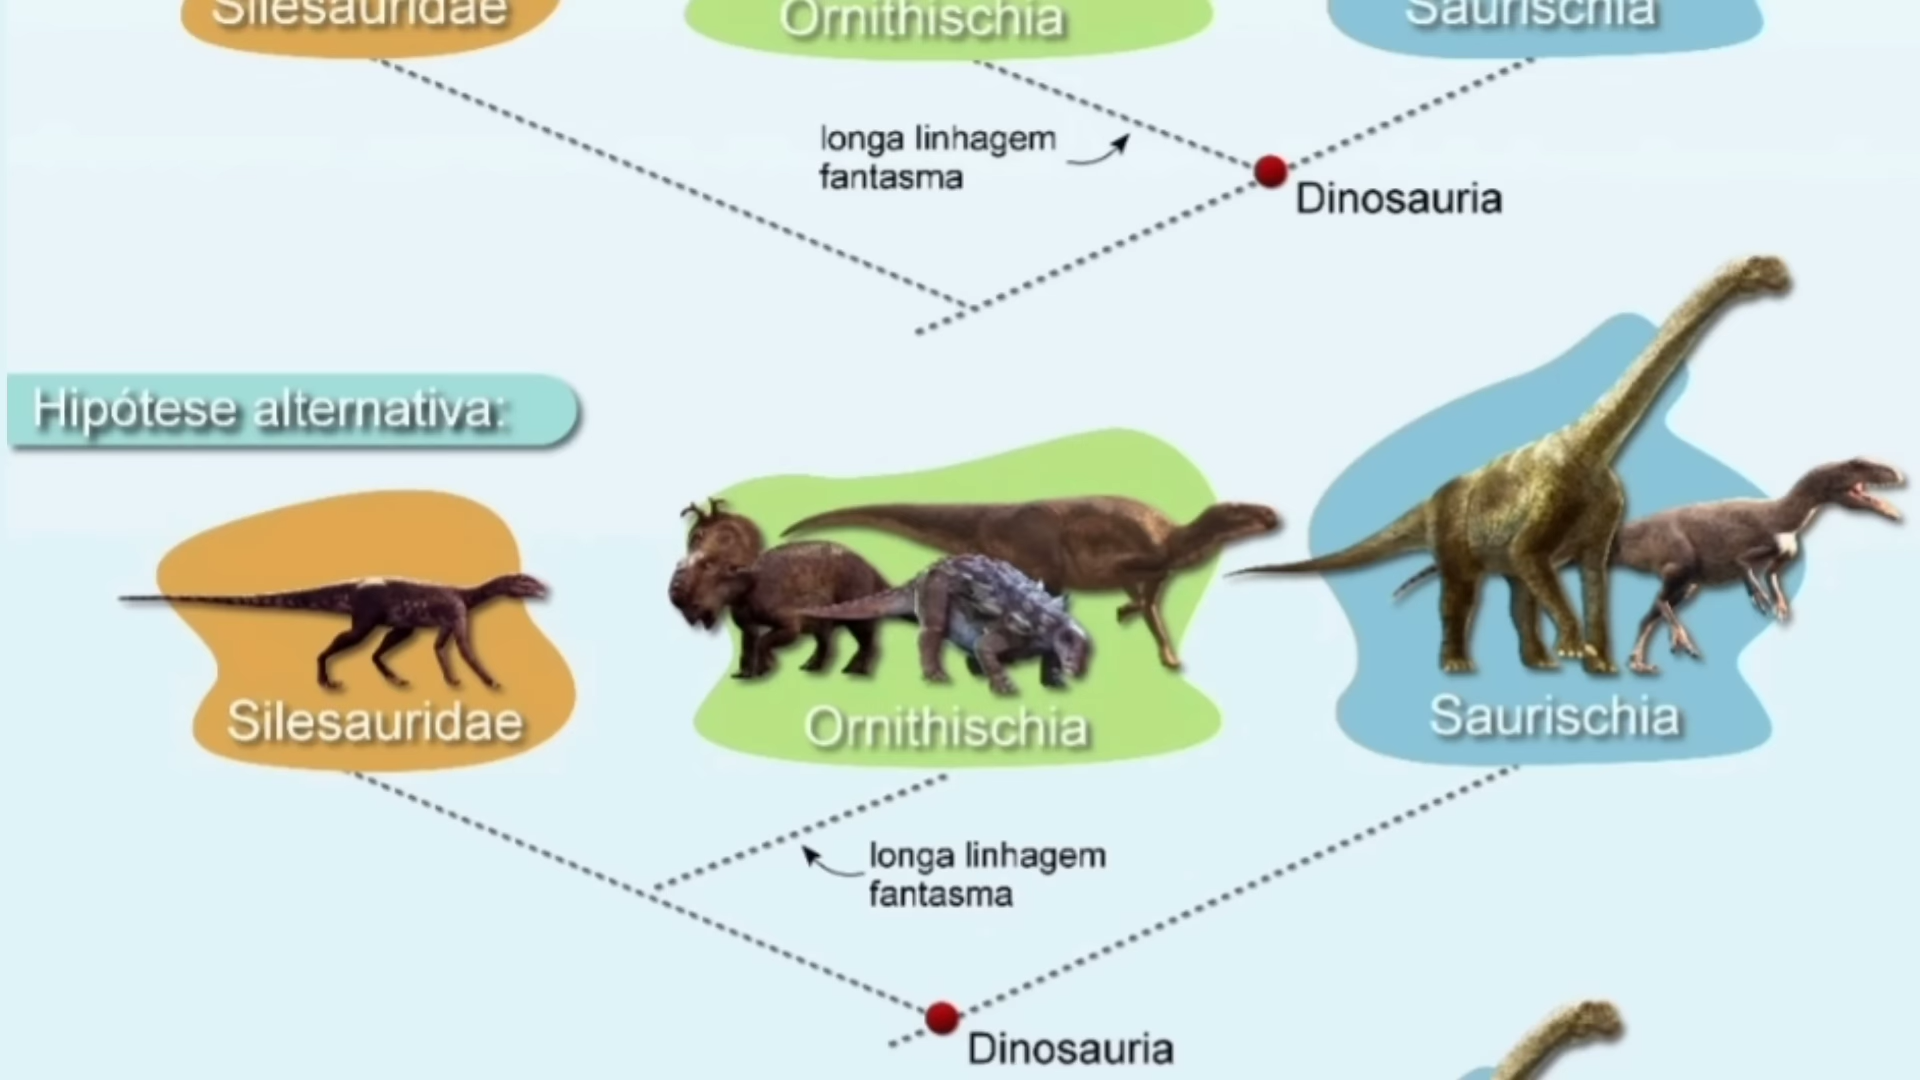 Silesauridae
Ornithischia
Saurischia
longa linhagem
fantasma
Dinosauria
Hipótese alternativa:
Silesauridae
Ornithischia
Saurischia
longa linhagem
fantasma
Dinosauria